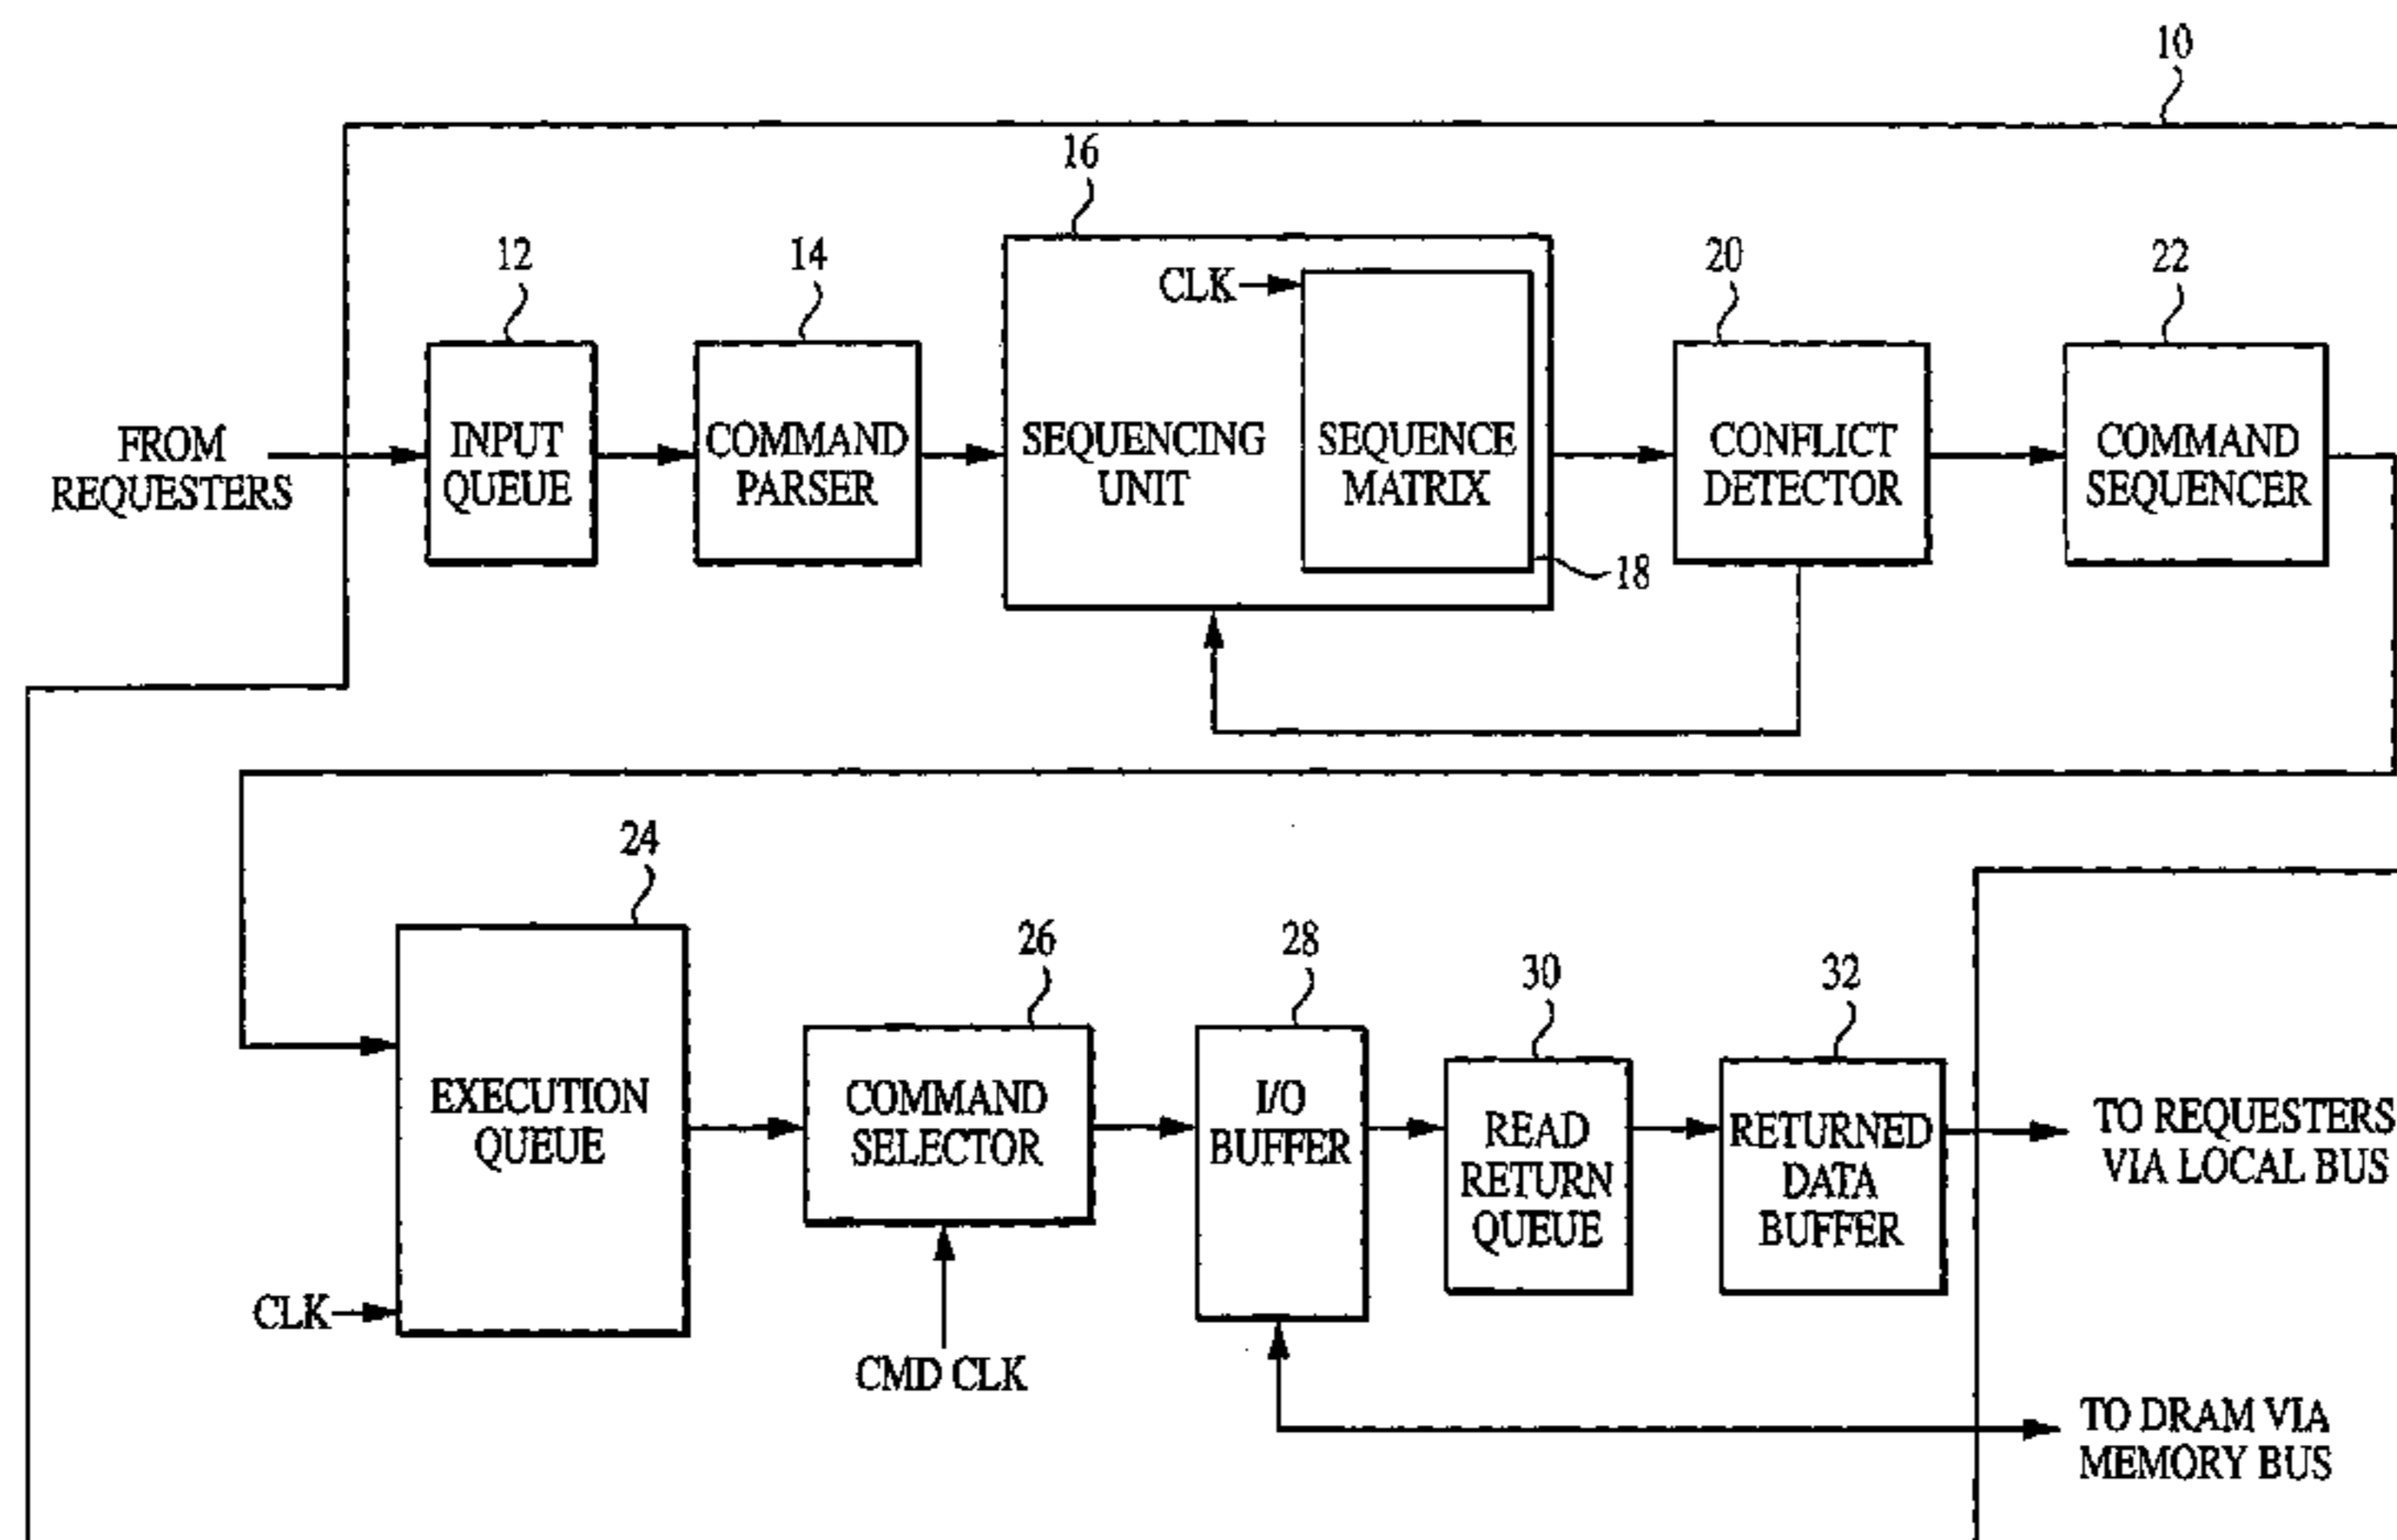 10
16
12
14
CLK
20
22
FROM
REQUESTERS
INPUT
QUEUE
COMMAND
PARSER
SEQUENCING
UNIT
SEQUENCE
MATRIX
18
CONFLICT
DETECTOR
COMMAND
SEQUENCER
24
26
28
30
32
EXECUTION
QUEUE
CLK
COMMAND
SELECTOR
CMD CLK
I/O
BUFFER
READ
RETURN
QUEUE
RETURNED
DATA
BUFFER
TO REQUESTERS
VIA LOCAL BUS
TO DRAM VIA
MEMORY BUS